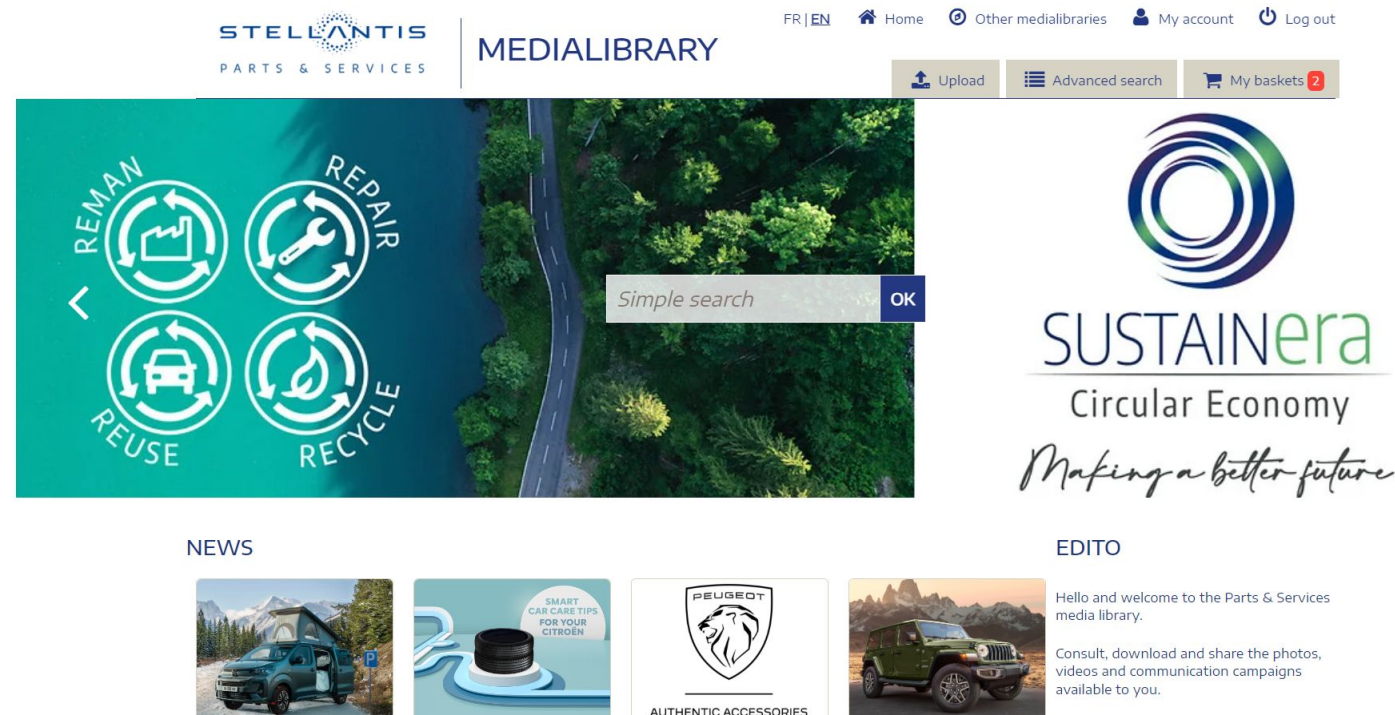 STELLANTIS
PARTS & SERVICES
MEDIALIBRARY
FR | EN
Home
Other medialibraries
My account
Log out
Upload
Advanced search
My baskets 2
REMAN
REPAIR
REUSE
RECYCLE
Simple search
OK
SUSTAINera
Circular Economy
Making a better future
NEWS
SMART
CAR CARE TIPS
FOR YOUR
CITROËN
P
PEUGEOT
AUTHENTIC ACCESSORIES
EDITO
Hello and welcome to the Parts & Services
media library.
Consult, download and share the photos,
videos and communication campaigns
available to you.